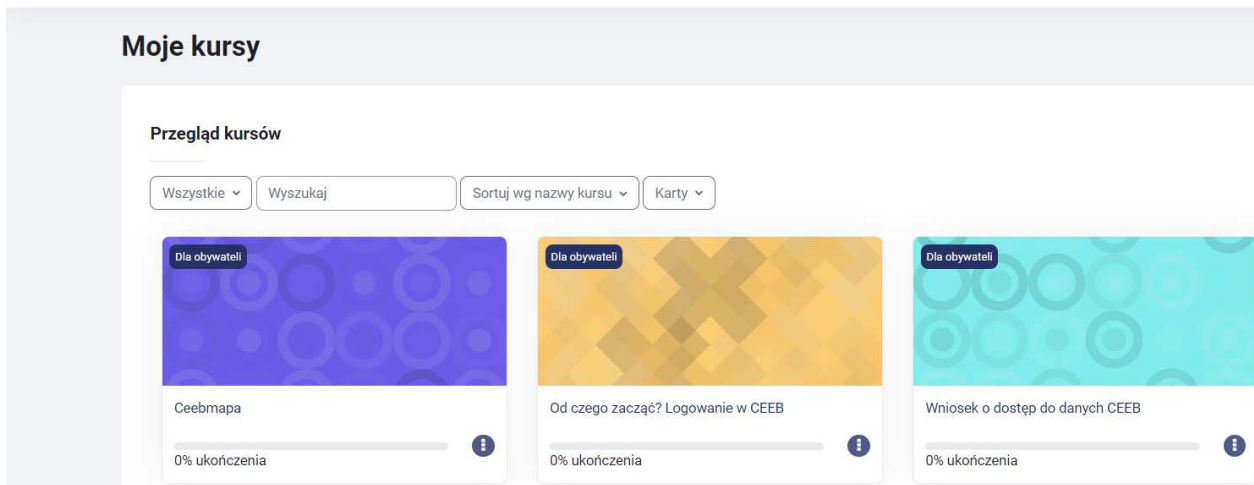 Moje kursy
Przegląd kursów
Wszystkie Wyszukaj Sortuj wg nazwy kursu Karty
Dla obywateli Dla obywateli Dla obywateli
Ceebmapa Od czego zacząć? Logowanie w CEEB Wniosek o dostęp do danych CEEB
0% ukończenia 0% ukończenia 0% ukończenia